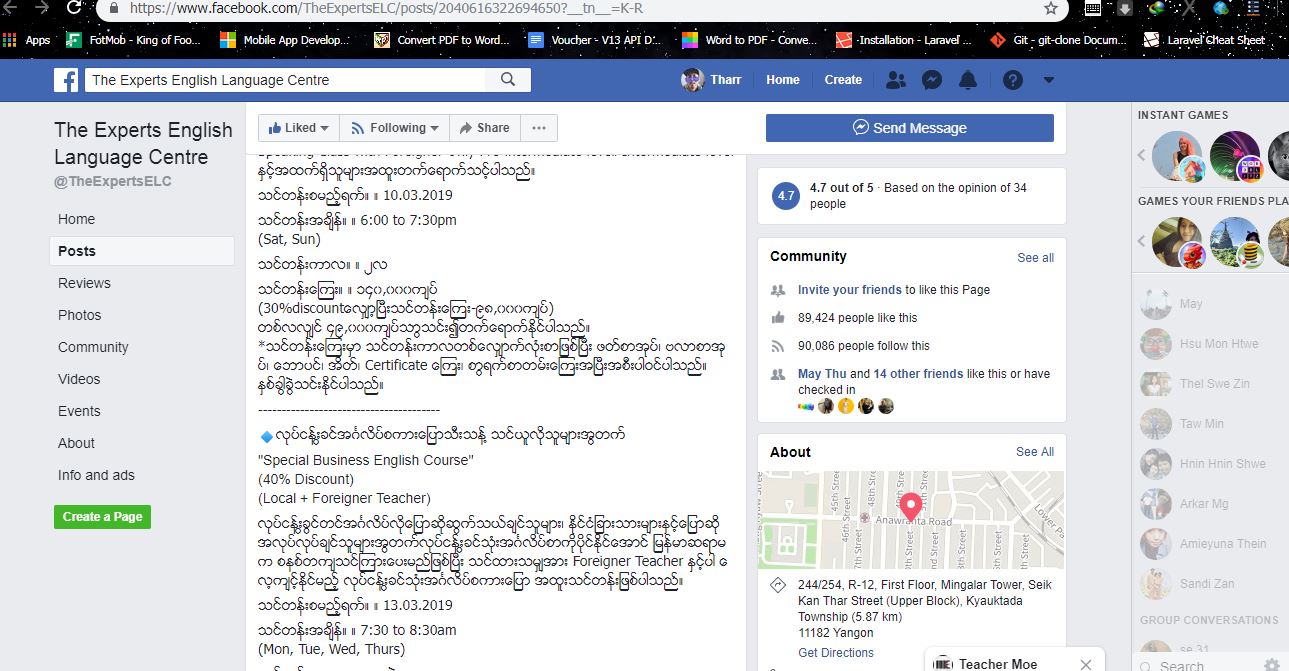 https://www.facebook.com/TheExpertsELC/posts/2040616322694650?__tn__=K-R
Apps
FotMob - King of Foo...
Mobile App Develop...
Convert PDF to Word...
Voucher - V13 API D'...
Word to PDF - Conve...
Installation - Laravel ...
Git - git-clone Docum...
Laravel Cheat Sheet
The Experts English Language Centre
Tharr
Home
Create
The Experts English
Language Centre
@TheExpertsELC
Home
Posts
Reviews
Photos
Community
Videos
Events
About
Info and ads
Create a Page
Liked
Following
Share
Send Message
နှင့်အထက်ရှိသူများအထူးတက်ရောက်သင့်ပါသည်။
သင်တန်းစမည့်ရက်။ ။ 10.03.2019
သင်တန်းအချိန်။ ။ 6:00 to 7:30pm
(Sat, Sun)
သင်တန်းကာလ။ ။ ၂လ
သင်တန်းကြေး။ ။ ၁၄၀,၀၀၀ကျပ်
(30%discountလျှော့ပြီးသင်တန်းကြေး-၉၈,၀၀၀ကျပ်)
တစ်လလျှင် ၄၉,၀၀၀ကျပ်သာသွင်း၍တက်ရောက်နိုင်ပါသည်။
*သင်တန်းကြေးမှာ သင်တန်းကာလတစ်လျှောက်လုံးစာဖြစ်ပြီး ဖတ်စာအုပ်၊ ဗလာစာအု
ပ်၊ ဘောပင်၊ အိတ်၊ Certificate ကြေး၊ စာရွက်စာတမ်းကြေးအပြီးအစီးပါဝင်ပါသည်။
နှစ်ခွဲခွဲသင်းနိုင်ပါသည်။
----------------------------------------
လုပ်ငန်းခွင်အင်္ဂလိပ်စကားပြောသီးသန့် သင်ယူလိုသူများအတွက်
"Special Business English Course"
(40% Discount)
(Local + Foreigner Teacher)
လုပ်ငန်းခွင်တွင်အင်္ဂလိပ်လိုပြောဆိုဆက်သွယ်ချင်သူများ၊ နိုင်ငံခြားသားများနှင့်ပြောဆို
အလုပ်လုပ်ချင်သူများအတွက်လုပ်ငန်းခွင်သုံးအင်္ဂလိပ်စာကိုပိုင်နိုင်အောင် မြန်မာဆရာမ
က စနစ်တကျသင်ကြားပေးမည်ဖြစ်ပြီး သင်ထားသမျှအား Foreigner Teacher နှင့်ပါ လေ
့ကျင့်နိုင်မည့် လုပ်ငန်းခွင်သုံးအင်္ဂလိပ်စကားပြော အထူးသင်တန်းဖြစ်ပါသည်။
သင်တန်းစမည့်ရက်။ ။ 13.03.2019
သင်တန်းအချိန်။ ။ 7:30 to 8:30am
(Mon, Tue, Wed, Thurs)
4.7
4.7 out of 5 · Based on the opinion of 34
people
Community
See all
Invite your friends to like this Page
89,424 people like this
90,086 people follow this
May Thu and 14 other friends like this or have
checked in
About
See All
45th Street
46th Street
48th Street
Anawrahta Road
244/254, R-12, First Floor, Mingalar Tower, Seik
Kan Thar Street (Upper Block), Kyauktada
Township (5.87 km)
11182 Yangon
Get Directions
Teacher Moe
INSTANT GAMES
GAMES YOUR FRIENDS PLA
May
Hsu Mon Htwe
Thel Swe Zin
Taw Min
Hnin Hnin Shwe
Arkar Mg
Amieyuna Thein
Sandi Zan
GROUP CONVERSATIONS
se 31
Search